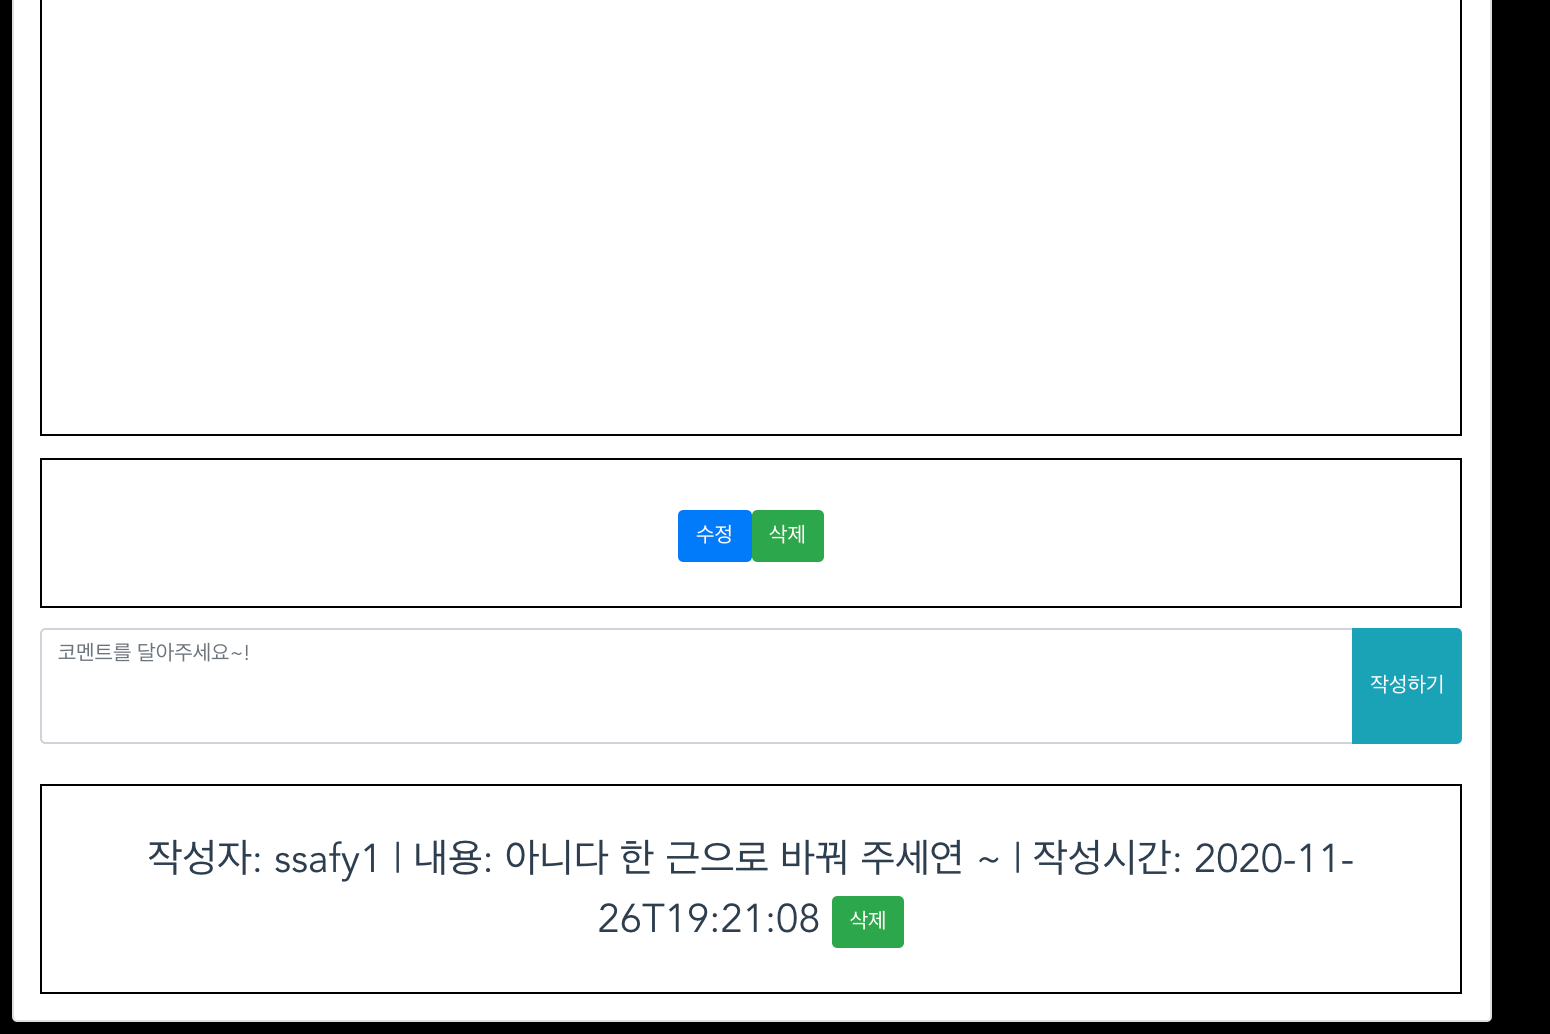 수정 삭제
코멘트를 달아주세요~!
작성하기
작성자: ssafy1 | 내용: 아니다 한 근으로 바꿔 주세연 ~ | 작성시간: 2020-11-
26T19:21:08 삭제